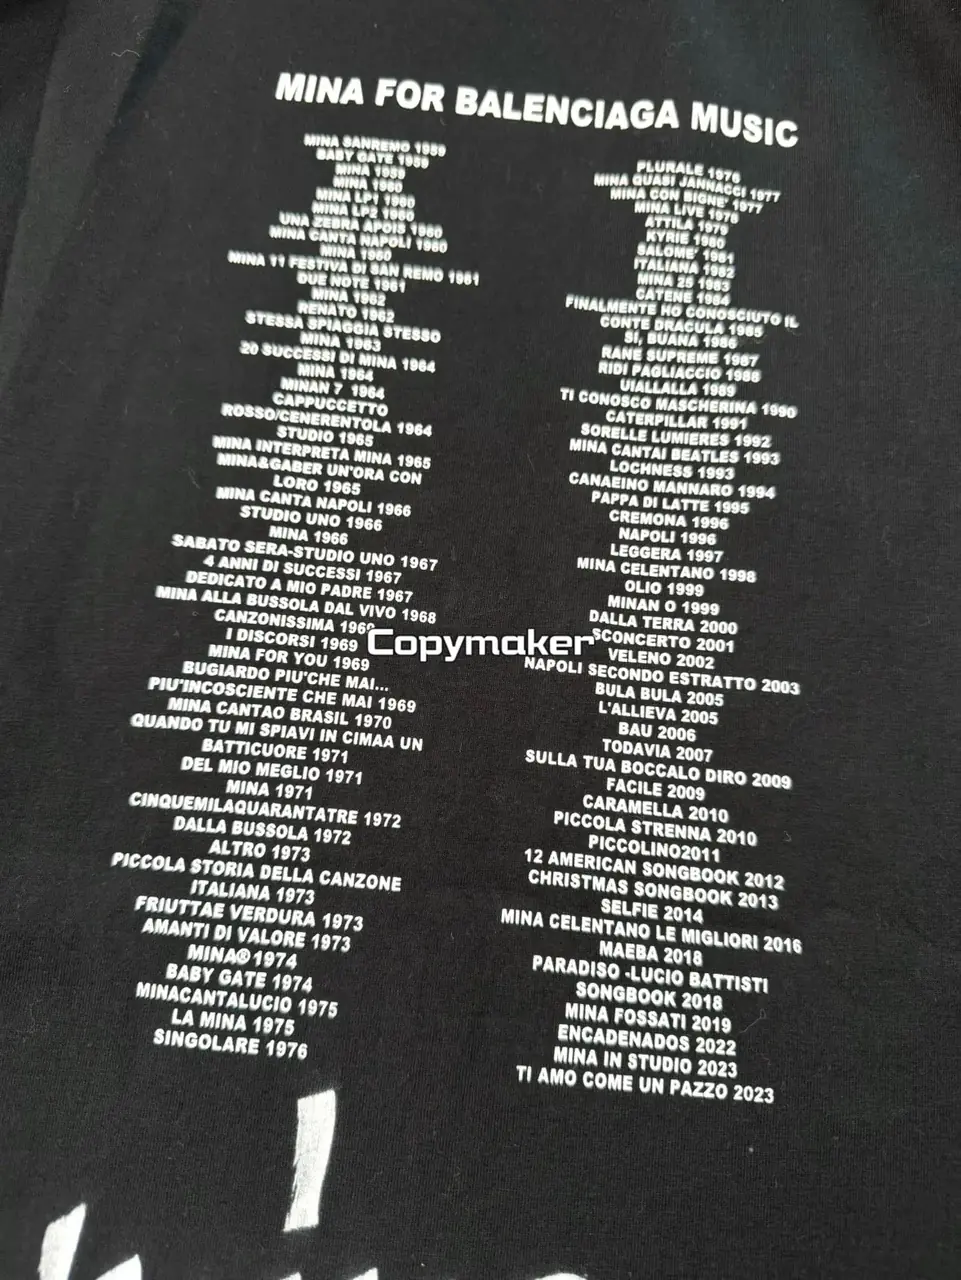 MINA FOR BALENCIAGA MUSIC
MINA SANREMO 1959
BABY GATE 1959
MINA 1959
MINA 1960
MINA LP1 1960
MINA LP2 1960
UNA ZEBRA APOIS 1960
MINA CANTA NAPOLI 1960
MINA 1960
MINA 11 FESTIVA DI SAN REMO 1961
DUE NOTE 1961
MINA 1962
RENATO 1962
STESSA SPIAGGIA STESSO
MINA 1963
20 SUCCESSI DI MINA 1964
MINA 1964
MINAN 7 1964
CAPPUCCETTO
ROSSO/CENERENTOLA 1964
STUDIO 1965
MINA INTERPRETA MINA 1965
MINA&GABER UN'ORA CON
LORO 1965
MINA CANTA NAPOLI 1966
STUDIO UNO 1966
MINA 1966
SABATO SERA-STUDIO UNO 1967
4 ANNI DI SUCCESSI 1967
DEDICATO A MIO PADRE 1967
MINA ALLA BUSSOLA DAL VIVO 1968
CANZONISSIMA 1969
I DISCORSI 1969
MINA FOR YOU 1969
BUGIARDO PIU'CHE MAI...
PIU'INCOSCIENTE CHE MAI 1969
MINA CANTAO BRASIL 1970
QUANDO TU MI SPIAVI IN CIMAA UN
BATTICUORE 1971
DEL MIO MEGLIO 1971
MINA 1971
CINQUEMILAQUARANTATRE 1972
DALLA BUSSOLA 1972
ALTRO 1973
PICCOLA STORIA DELLA CANZONE
ITALIANA 1973
FRIUTTAE VERDURA 1973
AMANTI DI VALORE 1973
MINA®1974
BABY GATE 1974
MINACANTALUCIO 1975
LA MINA 1975
SINGOLARE 1976
PLURALE 1976
MINA QUASI JANNACCI 1977
MINA CON BIGNE' 1977
MINA LIVE 1978
ATTILA 1979
KYRIE 1980
SALOME' 1981
ITALIANA 1982
MINA 25 1983
CATENE 1984
FINALMENTE HO CONOSCIUTO IL
CONTE DRACULA 1985
SI, BUANA 1986
RANE SUPREME 1987
RIDI PAGLIACCIO 1988
UIALLALLA 1989
TI CONOSCO MASCHERINA 1990
CATERPILLAR 1991
SORELLE LUMIERES 1992
MINA CANTAI BEATLES 1993
LOCHNESS 1993
CANAEINO MANNARO 1994
PAPPA DI LATTE 1995
CREMONA 1996
NAPOLI 1996
LEGGERA 1997
MINA CELENTANO 1998
OLIO 1999
MINAN O 1999
DALLA TERRA 2000
SCONCERTO 2001
VELENO 2002
NAPOLI SECONDO ESTRATTO 2003
BULA BULA 2005
L'ALLIEVA 2005
BAU 2006
TODAVIA 2007
SULLA TUA BOCCALO DIRO 2009
FACILE 2009
CARAMELLA 2010
PICCOLA STRENNA 2010
PICCOLINO2011
12 AMERICAN SONGBOOK 2012
CHRISTMAS SONGBOOK 2013
SELFIE 2014
MINA CELENTANO LE MIGLIORI 2016
MAEBA 2018
PARADISO -LUCIO BATTISTI
SONGBOOK 2018
MINA FOSSATI 2019
ENCADENADOS 2022
MINA IN STUDIO 2023
TI AMO COME UN PAZZO 2023
Copymaker